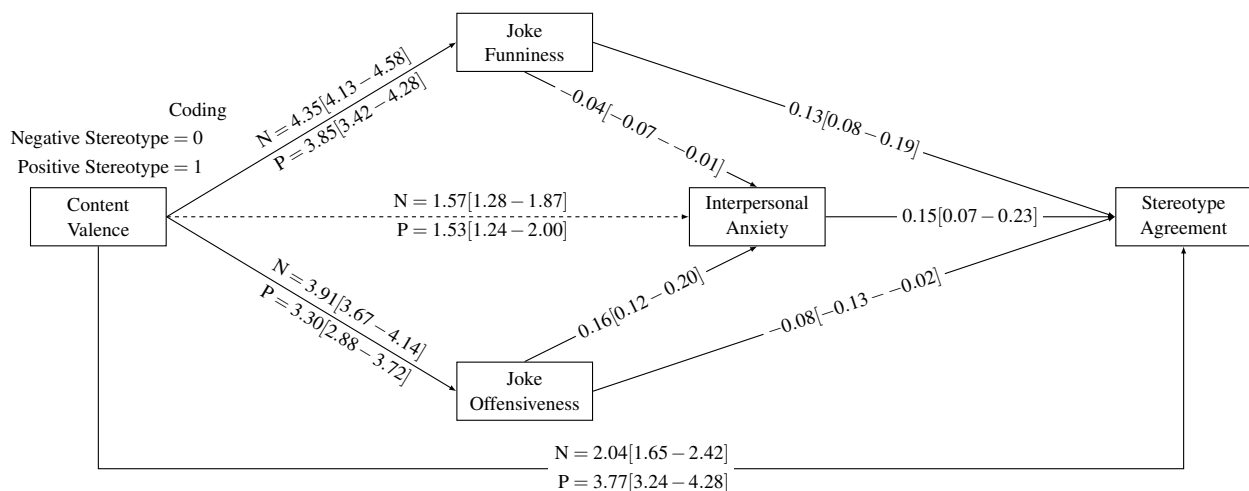 Joke
Funniness
Coding
Negative Stereotype = 0
Positive Stereotype = 1
N = 4.35[4.13−4.58]
P = 3.85[3.42−4.28]
−0.04[−0.07 − −0.01]
0.13[0.08−0.19]
Content
Valence
N = 1.57[1.28−1.87]
P = 1.53[1.24−2.00]
Interpersonal
Anxiety
0.15[0.07−0.23]
Stereotype
Agreement
N = 3.91[3.67−4.14]
P = 3.30[2.88−3.72]
0.16[0.12−0.20]
−0.08[−0.13 − −0.02]
Joke
Offensiveness
N = 2.04[1.65−2.42]
P = 3.77[3.24−4.28]